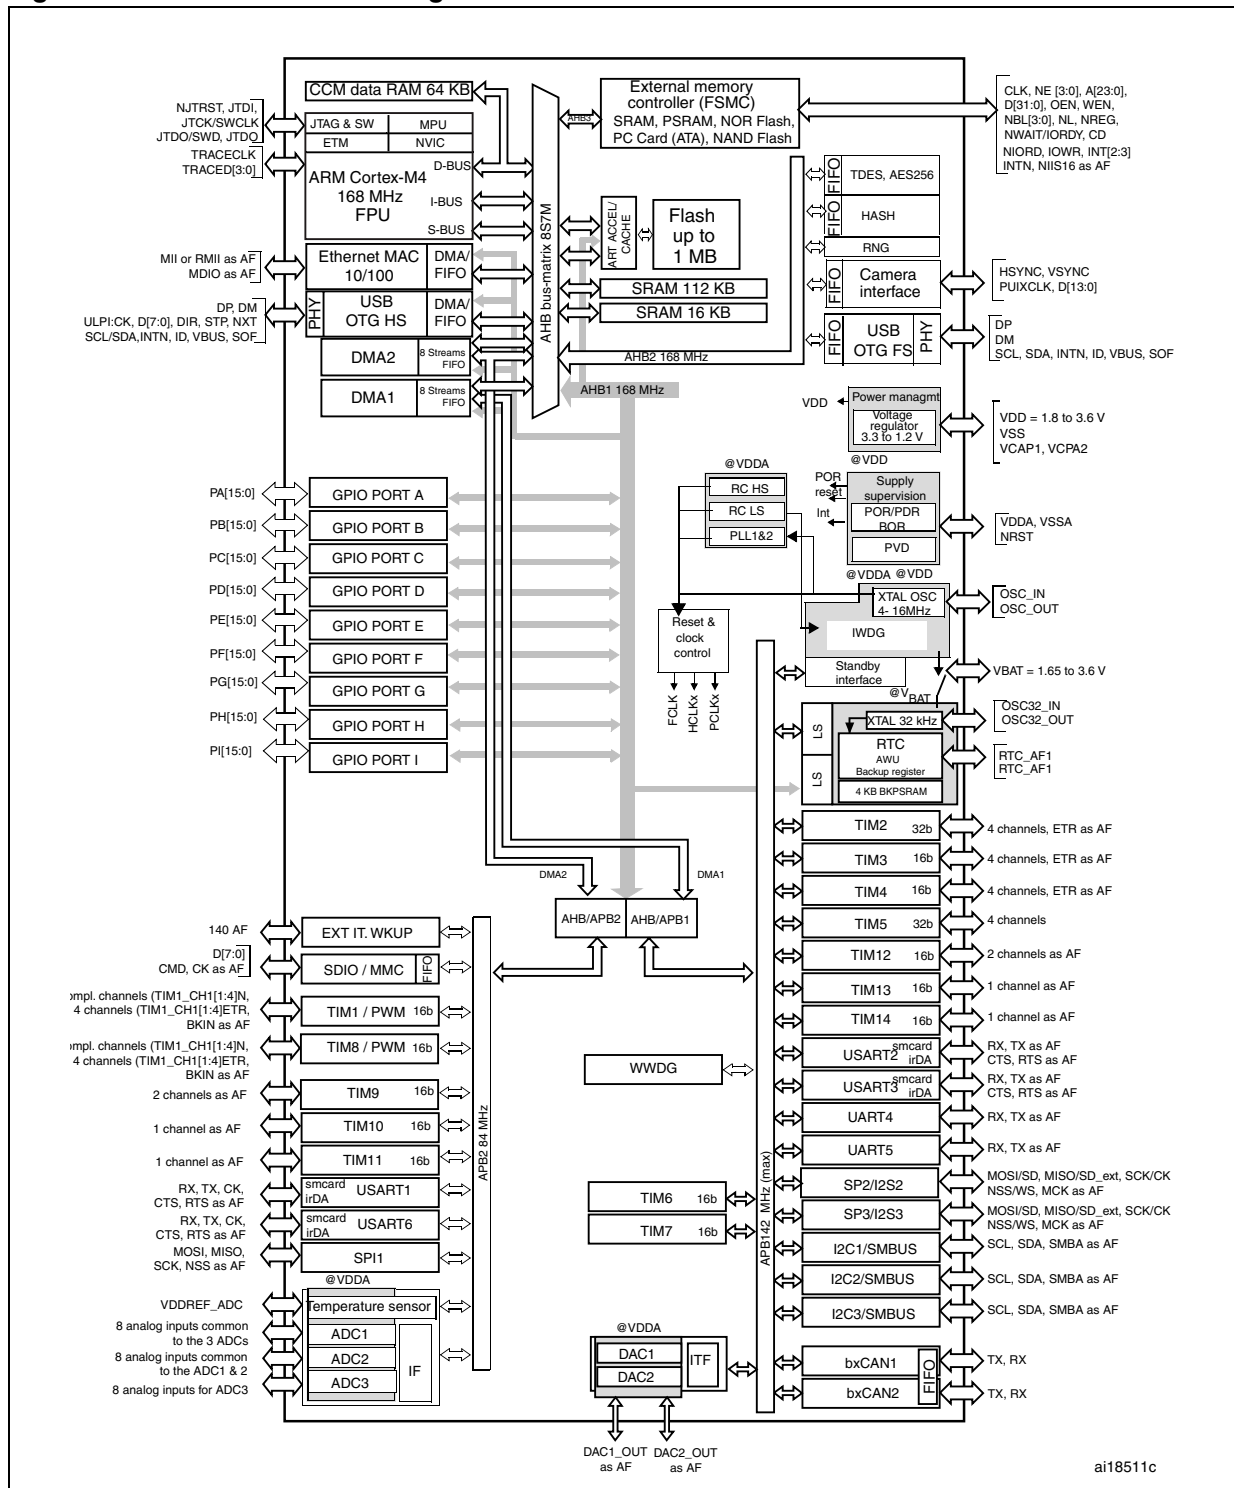 CCM data RAM 64 KB
NJTRST, JTDI,
JTCK/SWCLK
JTDO/SWD, JTDO
TRACECLK
TRACED[3:0]
JTAG & SW
MPU
ETM
NVIC
D-BUS
ARM Cortex-M4
168 MHz
FPU
I-BUS
S-BUS
MII or RMII as AF
MDIO as AF
Ethernet MAC
10/100
DMA/
FIFO
DP, DM
ULPI:CK, D[7:0], DIR, STP, NXT
SCL/SDA,INTN, ID, VBUS, SOF
PHY
USB
OTG HS
DMA/
FIFO
DMA2
8 Streams
FIFO
DMA1
8 Streams
FIFO
AHB bus-matrix 8S7M
AHB3
External memory
controller (FSMC)
SRAM, PSRAM, NOR Flash,
PC Card (ATA), NAND Flash
CLK, NE [3:0], A[23:0],
D[31:0], OEN, WEN,
NBL[3:0], NL, NREG,
NWAIT/IORDY, CD
NIORD, IOWR, INT[2:3]
INTN, NIIS16 as AF
ART ACCEL/
CACHE
Flash
up to
1 MB
SRAM 112 KB
SRAM 16 KB
AHB2 168 MHz
AHB1 168 MHz
FIFO
TDES, AES256
FIFO
HASH
RNG
FIFO
Camera
interface
HSYNC, VSYNC
PUIXCLK, D[13:0]
FIFO
USB
OTG FS
PHY
DP
DM
SCL, SDA, INTN, ID, VBUS, SOF
VDD
Power managmt
Voltage
regulator
3.3 to 1.2 V
VDD = 1.8 to 3.6 V
VSS
VCAP1, VCPA2
@VDD
@VDDA
RC HS
RC LS
PLL1&2
POR
reset
Int
Supply
supervision
POR/PDR
BOR
PVD
VDDA, VSSA
NRST
@VDDA
@VDD
XTAL OSC
4- 16MHz
IWDG
OSC_IN
OSC_OUT
Reset &
clock
control
FCLK
HCLKx
PCLKx
Standby
interface
VBAT = 1.65 to 3.6 V
@VBAT
LS
LS
XTAL 32 kHz
RTC
AWU
Backup register
4 KB BKPSRAM
OSC32_IN
OSC32_OUT
RTC_AF1
RTC_AF1
PA[15:0]
GPIO PORT A
PB[15:0]
GPIO PORT B
PC[15:0]
GPIO PORT C
PD[15:0]
GPIO PORT D
PE[15:0]
GPIO PORT E
PF[15:0]
GPIO PORT F
PG[15:0]
GPIO PORT G
PH[15:0]
GPIO PORT H
PI[15:0]
GPIO PORT I
DMA2
DMA1
AHB/APB2
AHB/APB1
140 AF
EXT IT. WKUP
D[7:0]
CMD, CK as AF
SDIO / MMC
FIFO
ompl. channels (TIM1_CH1[1:4]N,
4 channels (TIM1_CH1[1:4]ETR,
BKIN as AF
TIM1 / PWM 16b
ompl. channels (TIM1_CH1[1:4]N,
4 channels (TIM1_CH1[1:4]ETR,
BKIN as AF
TIM8 / PWM 16b
2 channels as AF
TIM9 16b
1 channel as AF
TIM10 16b
1 channel as AF
TIM11 16b
RX, TX, CK,
CTS, RTS as AF
smcard
irDA
USART1
RX, TX, CK,
CTS, RTS as AF
smcard
irDA
USART6
MOSI, MISO,
SCK, NSS as AF
SPI1
@VDDA
VDDREF_ADC
Temperature sensor
8 analog inputs common
to the 3 ADCs
8 analog inputs common
to the ADC1 & 2
8 analog inputs for ADC3
ADC1
ADC2
ADC3
IF
APB2 84 MHz
WWDG
TIM6 16b
TIM7 16b
@VDDA
DAC1
DAC2
ITF
DAC1_OUT
as AF
DAC2_OUT
as AF
APB142 MHz (max)
TIM2 32b
4 channels, ETR as AF
TIM3 16b
4 channels, ETR as AF
TIM4 16b
4 channels, ETR as AF
TIM5 32b
4 channels
TIM12 16b
2 channels as AF
TIM13 16b
1 channel as AF
TIM14 16b
1 channel as AF
USART2
smcard
irDA
RX, TX as AF
CTS, RTS as AF
USART3
smcard
irDA
RX, TX as AF
CTS, RTS as AF
UART4
RX, TX as AF
UART5
RX, TX as AF
SP2/I2S2
MOSI/SD, MISO/SD_ext, SCK/CK
NSS/WS, MCK as AF
SP3/I2S3
MOSI/SD, MISO/SD_ext, SCK/CK
NSS/WS, MCK as AF
I2C1/SMBUS
SCL, SDA, SMBA as AF
I2C2/SMBUS
SCL, SDA, SMBA as AF
I2C3/SMBUS
SCL, SDA, SMBA as AF
bxCAN1
TX, RX
bxCAN2
TX, RX
FIFO
ai18511c